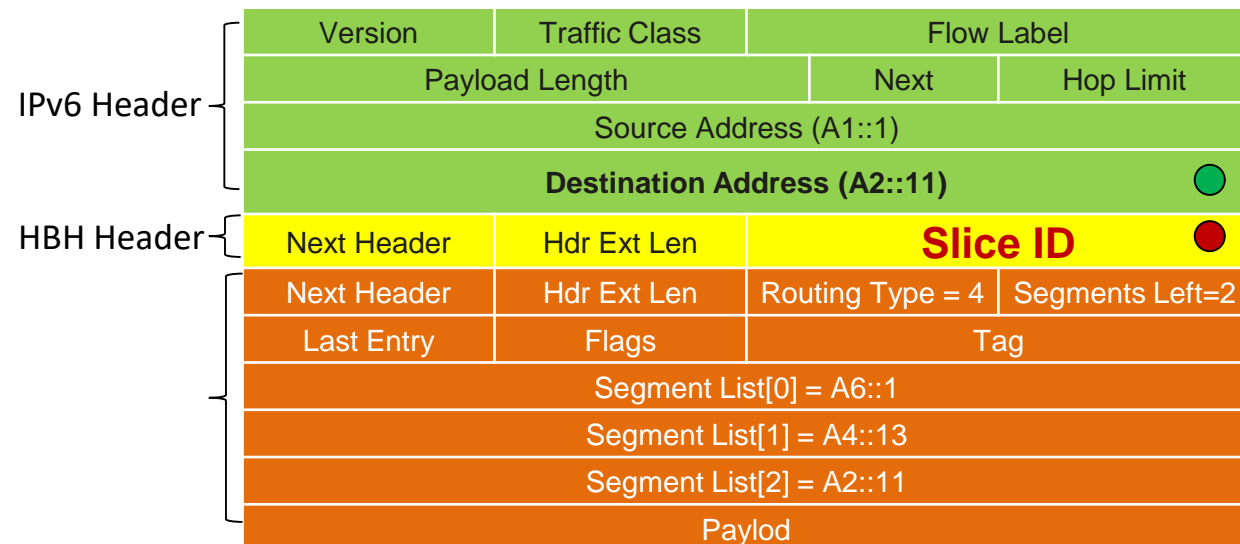 Version Traffic Class Flow Label
IPv6 Header
Payload Length Next Hop Limit
Source Address (A1::1)
Destination Address (A2::11)
HBH Header
Next Header Hdr Ext Len Slice ID
Next Header Hdr Ext Len Routing Type = 4 Segments Left=2
Last Entry Flags Tag
Segment List[0] = A6::1
Segment List[1] = A4::13
Segment List[2] = A2::11
Paylod